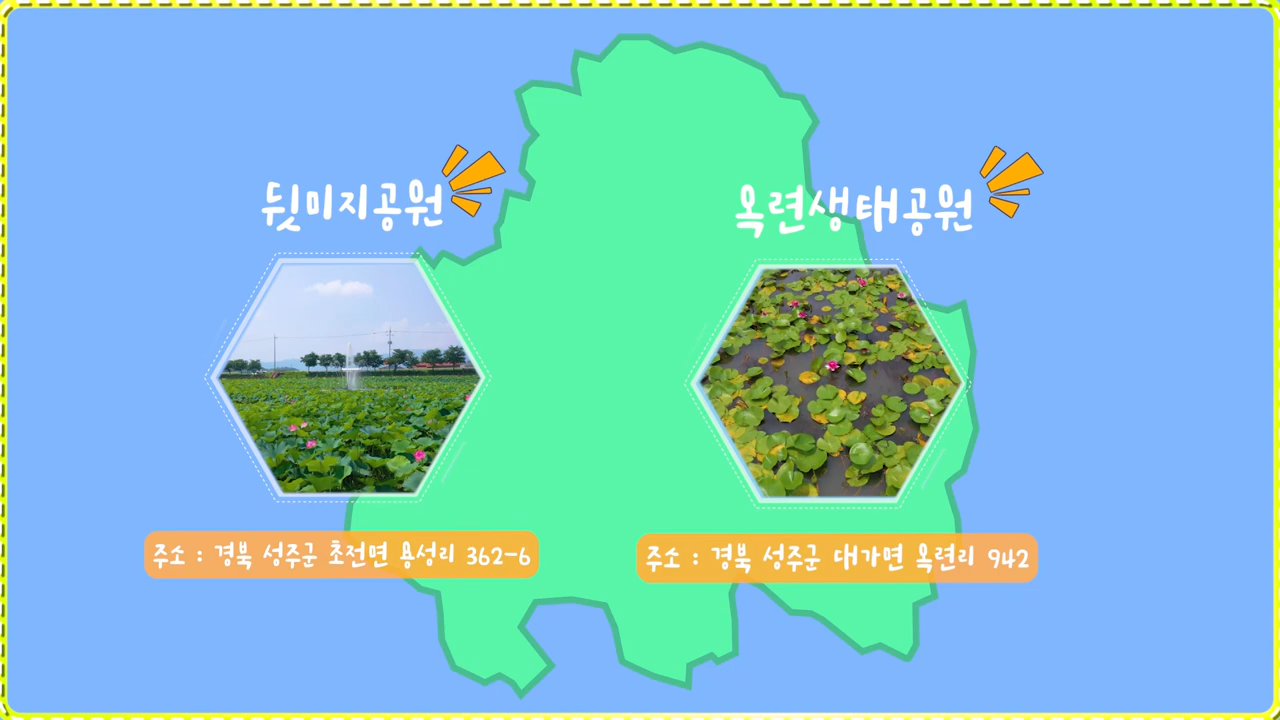 뒷미지공원
옥련생태공원
주소 : 경북 성주군 초전면 용성리 362-6
주소 : 경북 성주군 대가면 옥련리 942